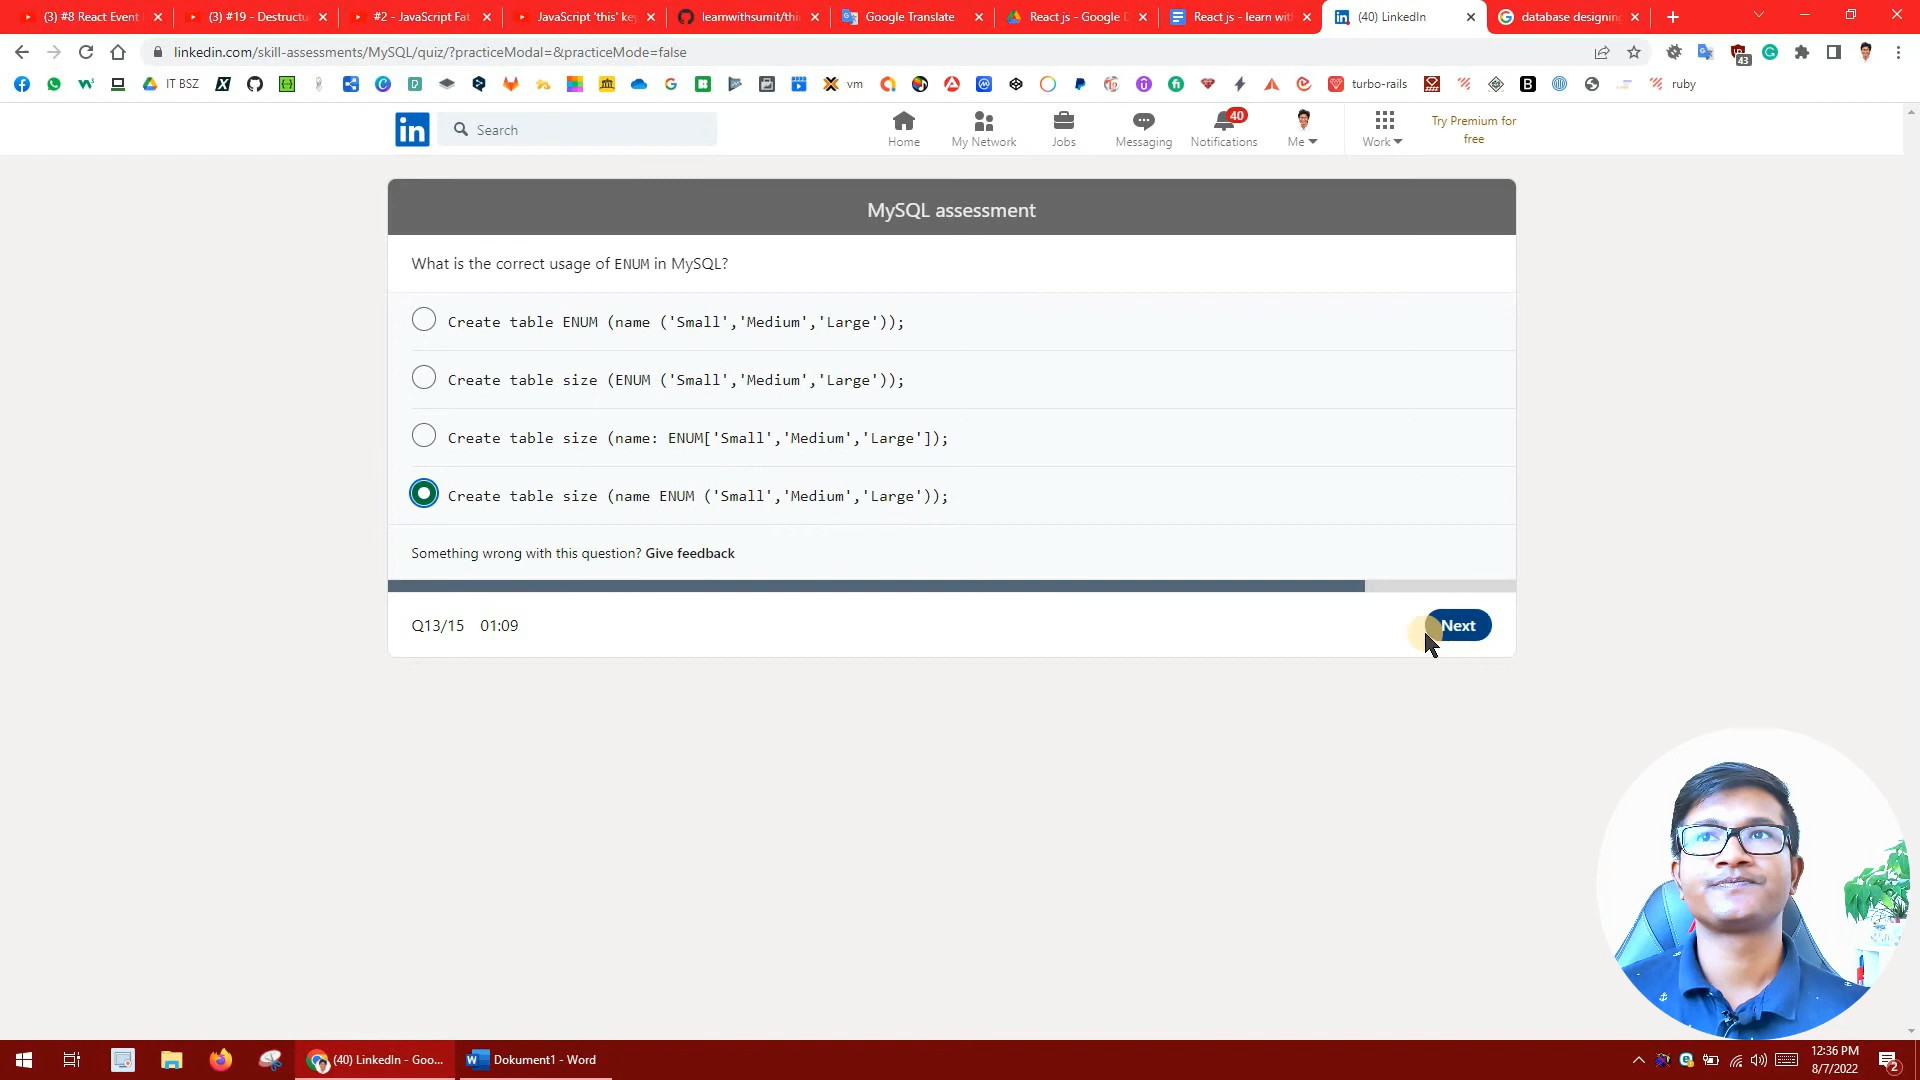 (3) #8 React Event
(3) #19 - Destructu
#2 - JavaScript Fat
JavaScript 'this' ke
learnwithsumit/thi
Google Translate
React js - Google D
React js - learn wit
(40) LinkedIn
database designing
linkedin.com/skill-assessments/MySQL/quiz/?practiceModal=&practiceMode=false
43
IT BSZ
vm
turbo-rails
ruby
in
Search
Home
My Network
Jobs
Messaging
40
Notifications
Me
Work
Try Premium for
free
MySQL assessment
What is the correct usage of ENUM in MySQL?
Create table ENUM (name ('Small','Medium','Large'));
Create table size (ENUM ('Small','Medium','Large'));
Create table size (name: ENUM['Small','Medium','Large']);
Create table size (name ENUM ('Small','Medium','Large'));
Something wrong with this question? Give feedback
Q13/15 01:09
Next
(40) LinkedIn - Goo...
Dokument1 - Word
12:36 PM
8/7/2022
2